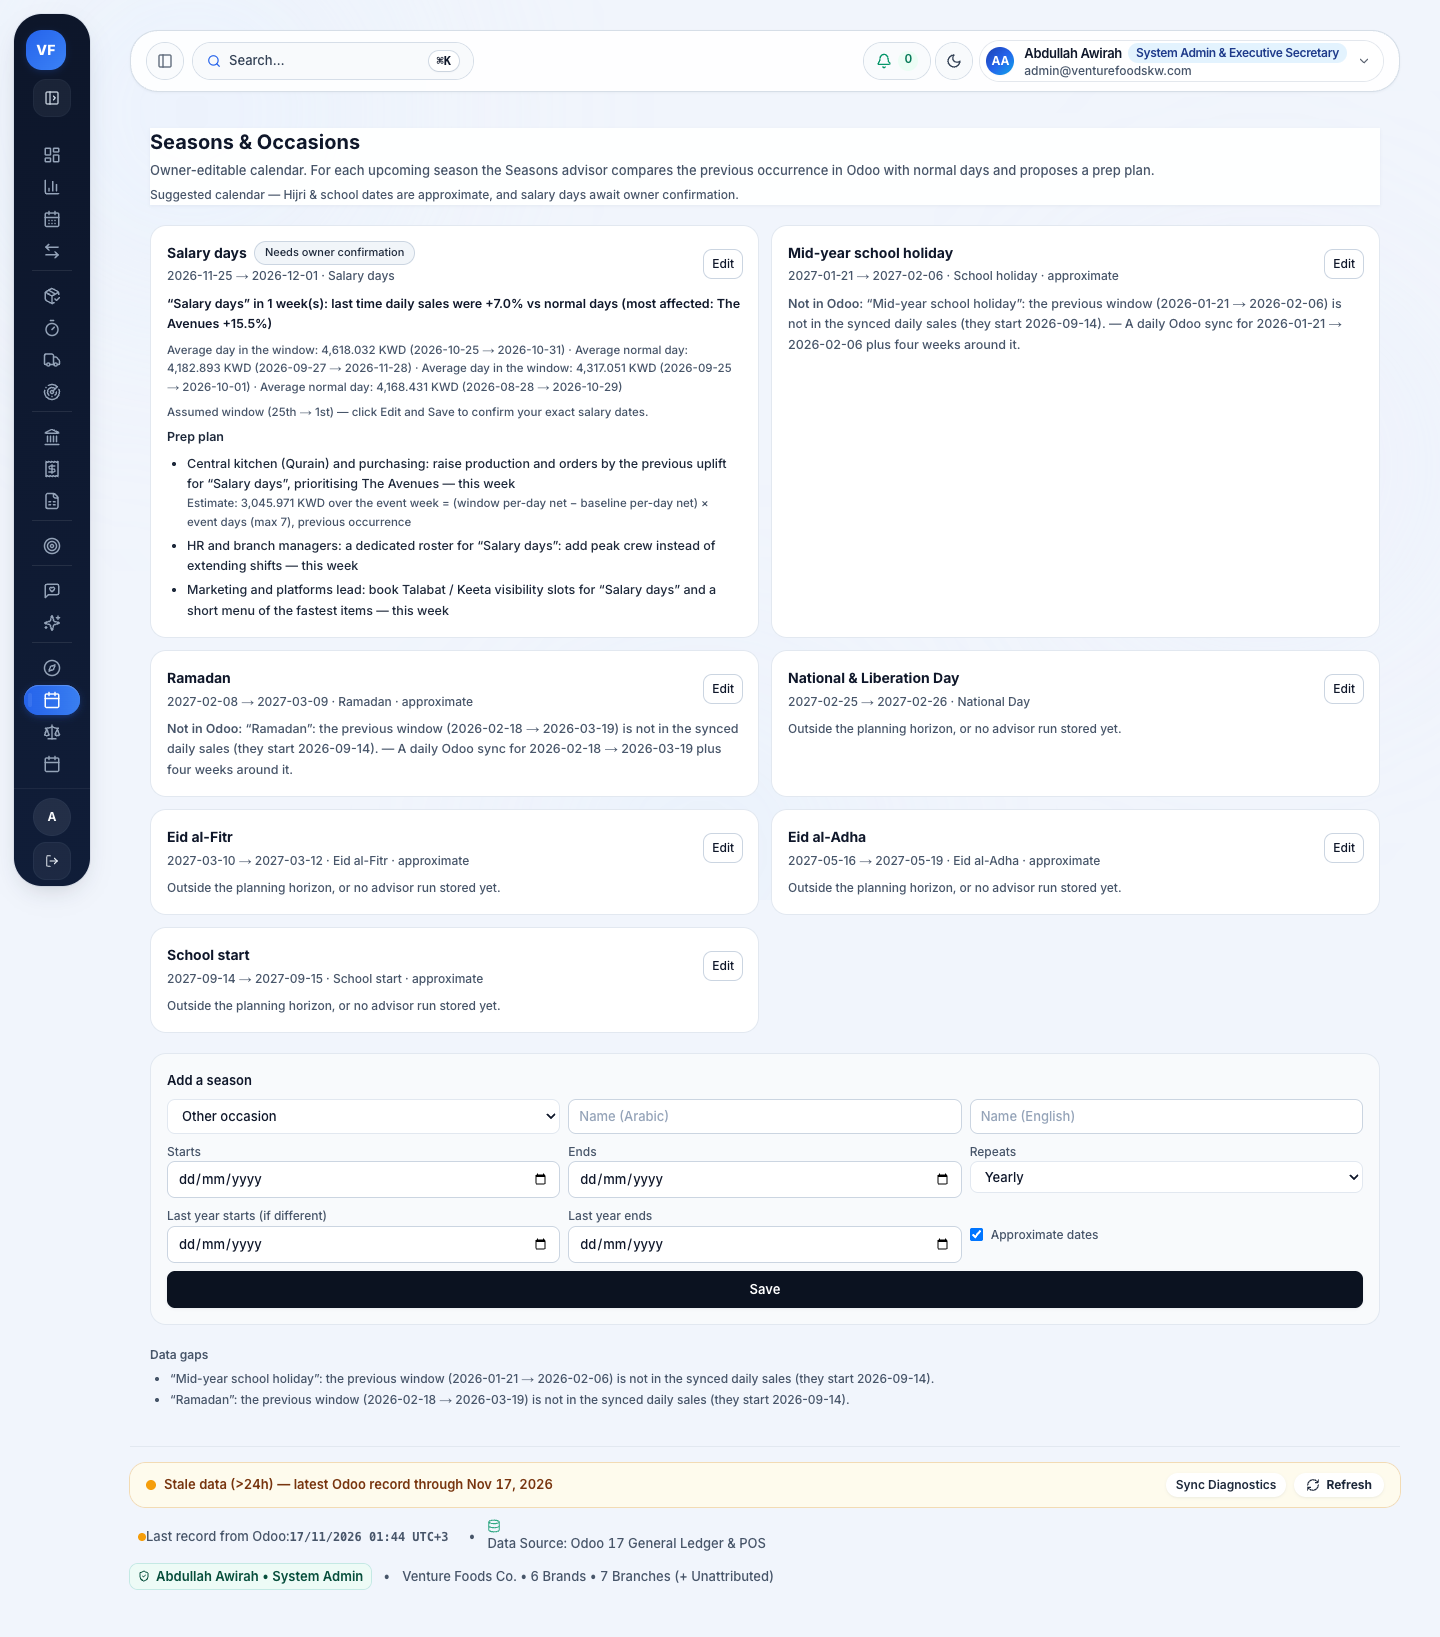 VF
Search...
⌘K
0
AA
Abdullah Awirah
System Admin & Executive Secretary
admin@venturefoodskw.com
Seasons & Occasions
Owner-editable calendar. For each upcoming season the Seasons advisor compares the previous occurrence in Odoo with normal days and proposes a prep plan.
Suggested calendar — Hijri & school dates are approximate, and salary days await owner confirmation.
Salary days
Needs owner confirmation
Edit
2026-11-25 → 2026-12-01 · Salary days
“Salary days” in 1 week(s): last time daily sales were +7.0% vs normal days (most affected: The
Avenues +15.5%)
Average day in the window: 4,618.032 KWD (2026-10-25 → 2026-10-31) · Average normal day:
4,182.893 KWD (2026-09-27 → 2026-11-28) · Average day in the window: 4,317.051 KWD (2026-09-25
→ 2026-10-01) · Average normal day: 4,168.431 KWD (2026-08-28 → 2026-10-29)
Assumed window (25th → 1st) — click Edit and Save to confirm your exact salary dates.
Prep plan
• Central kitchen (Qurain) and purchasing: raise production and orders by the previous uplift
for “Salary days”, prioritising The Avenues — this week
Estimate: 3,045.971 KWD over the event week = (window per-day net − baseline per-day net) ×
event days (max 7), previous occurrence
• HR and branch managers: a dedicated roster for “Salary days”: add peak crew instead of
extending shifts — this week
• Marketing and platforms lead: book Talabat / Keeta visibility slots for “Salary days” and a
short menu of the fastest items — this week
Mid-year school holiday
Edit
2027-01-21 → 2027-02-06 · School holiday · approximate
Not in Odoo: “Mid-year school holiday”: the previous window (2026-01-21 → 2026-02-06) is
not in the synced daily sales (they start 2026-09-14). — A daily Odoo sync for 2026-01-21 →
2026-02-06 plus four weeks around it.
Ramadan
Edit
2027-02-08 → 2027-03-09 · Ramadan · approximate
Not in Odoo: “Ramadan”: the previous window (2026-02-18 → 2026-03-19) is not in the synced
daily sales (they start 2026-09-14). — A daily Odoo sync for 2026-02-18 → 2026-03-19 plus
four weeks around it.
National & Liberation Day
Edit
2027-02-25 → 2027-02-26 · National Day
Outside the planning horizon, or no advisor run stored yet.
Eid al-Fitr
Edit
2027-03-10 → 2027-03-12 · Eid al-Fitr · approximate
Outside the planning horizon, or no advisor run stored yet.
Eid al-Adha
Edit
2027-05-16 → 2027-05-19 · Eid al-Adha · approximate
Outside the planning horizon, or no advisor run stored yet.
A
School start
Edit
2027-09-14 → 2027-09-15 · School start · approximate
Outside the planning horizon, or no advisor run stored yet.
Add a season
Other occasion
Name (Arabic)
Name (English)
Starts
Ends
Repeats
dd/mm/yyyy
dd/mm/yyyy
Yearly
Last year starts (if different)
Last year ends
dd/mm/yyyy
dd/mm/yyyy
Approximate dates
Save
Data gaps
• “Mid-year school holiday”: the previous window (2026-01-21 → 2026-02-06) is not in the synced daily sales (they start 2026-09-14).
• “Ramadan”: the previous window (2026-02-18 → 2026-03-19) is not in the synced daily sales (they start 2026-09-14).
Stale data (>24h) — latest Odoo record through Nov 17, 2026
Sync Diagnostics
Refresh
Last record from Odoo:17/11/2026 01:44 UTC+3
• Data Source: Odoo 17 General Ledger & POS
Abdullah Awirah • System Admin
• Venture Foods Co. • 6 Brands • 7 Branches (+ Unattributed)